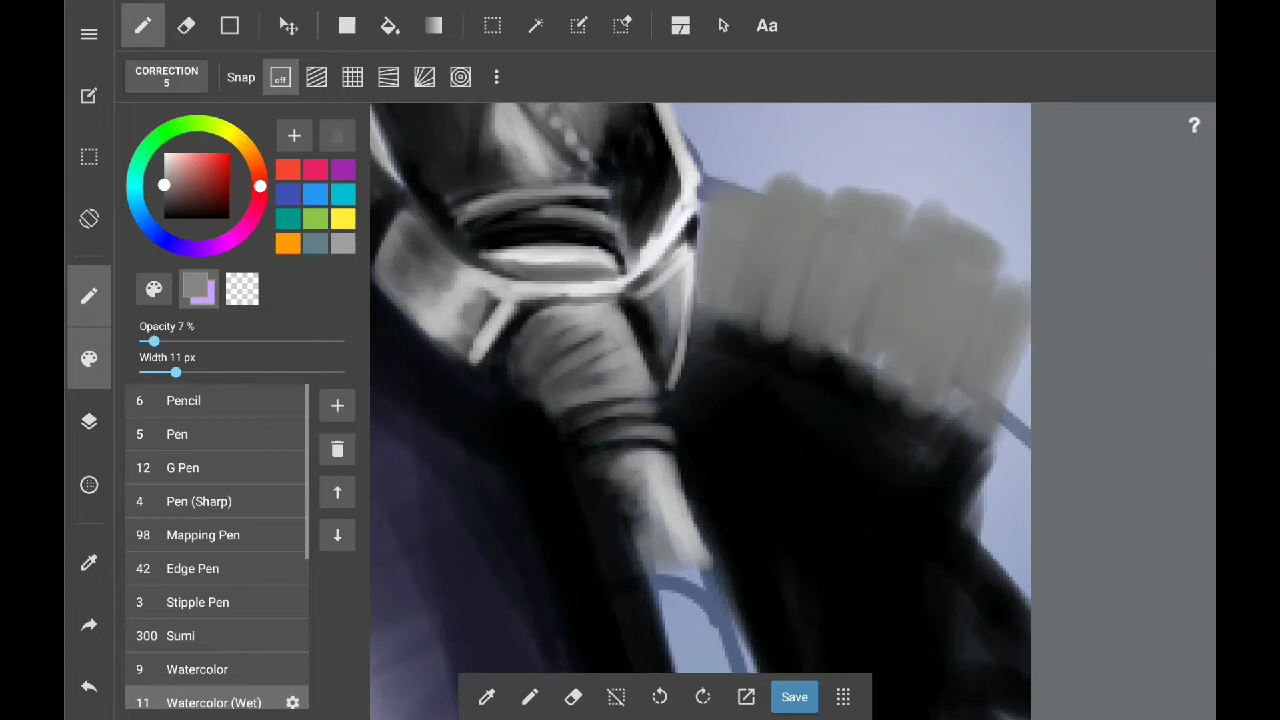 Aa
CORRECTION
5
Snap
off
?
Opacity 7 %
Width 11 px
6 Pencil
5 Pen
12 G Pen
4 Pen (Sharp)
98 Mapping Pen
42 Edge Pen
3 Stipple Pen
300 Sumi
9 Watercolor
11 Watercolor (Wet)
Save